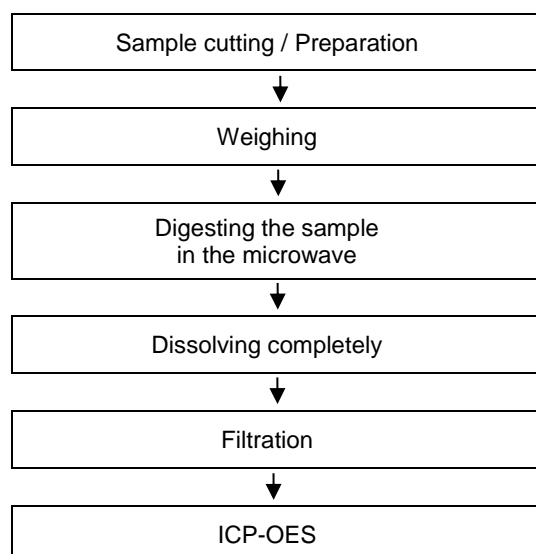 Sample cutting / Preparation
Weighing
Digesting the sample
in the microwave
Dissolving completely
Filtration
ICP-OES